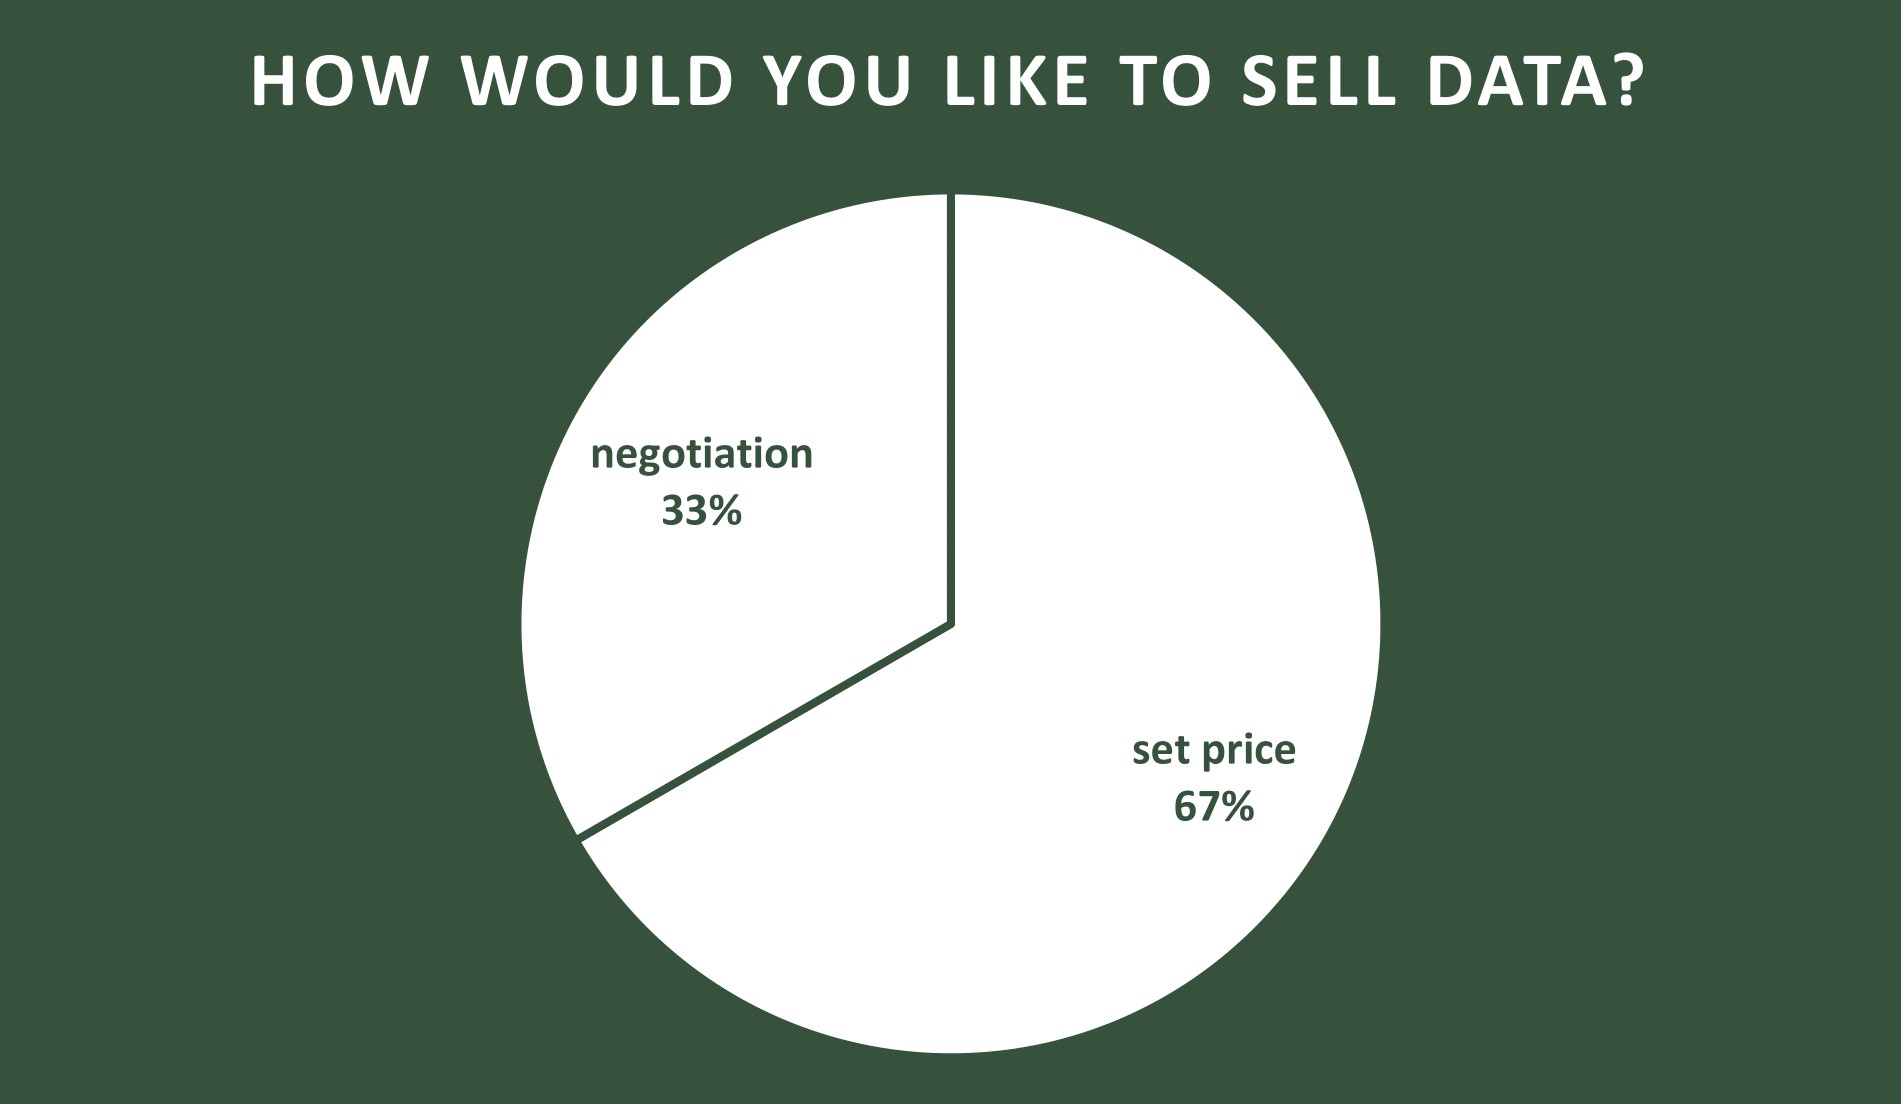 HOW WOULD YOU LIKE TO SELL DATA?
negotiation
33%
set price
67%